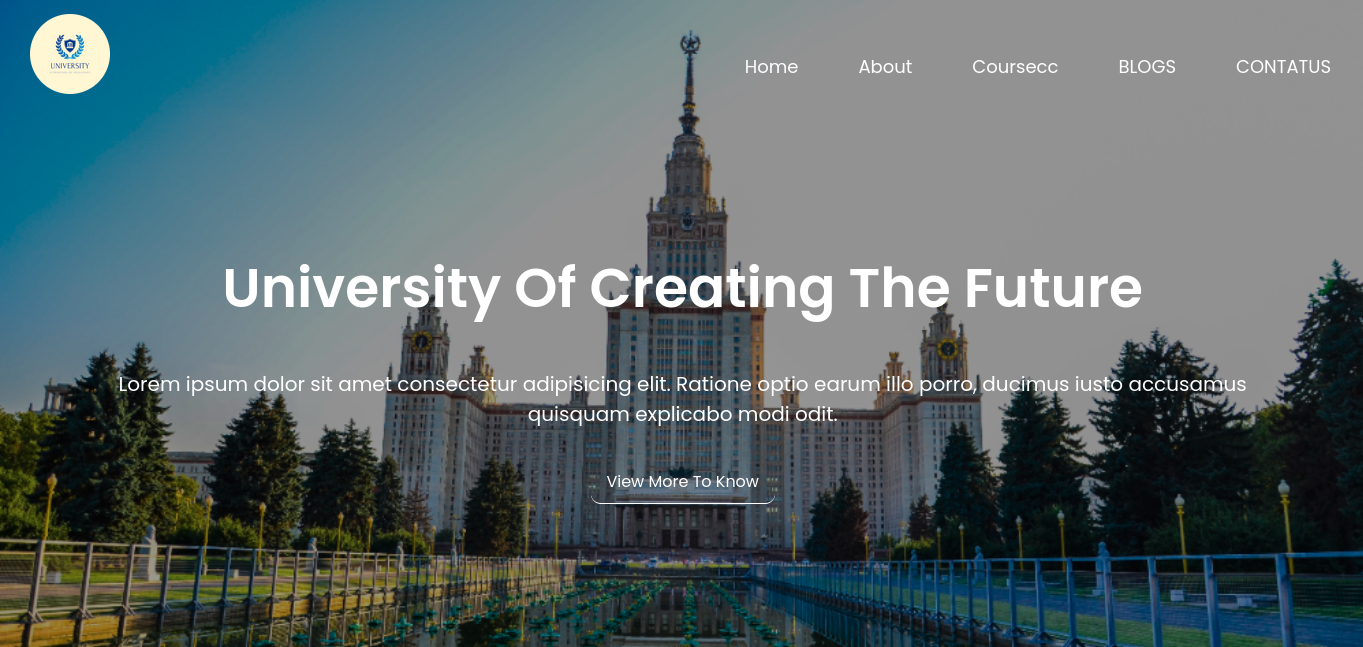 UNIVERSITY
Home About Coursecc BLOGS CONTATUS
University Of Creating The Future
Lorem ipsum dolor sit amet consectetur adipisicing elit. Ratione optio earum illo porro, ducimus iusto accusamus
quisquam explicabo modi odit.
View More To Know